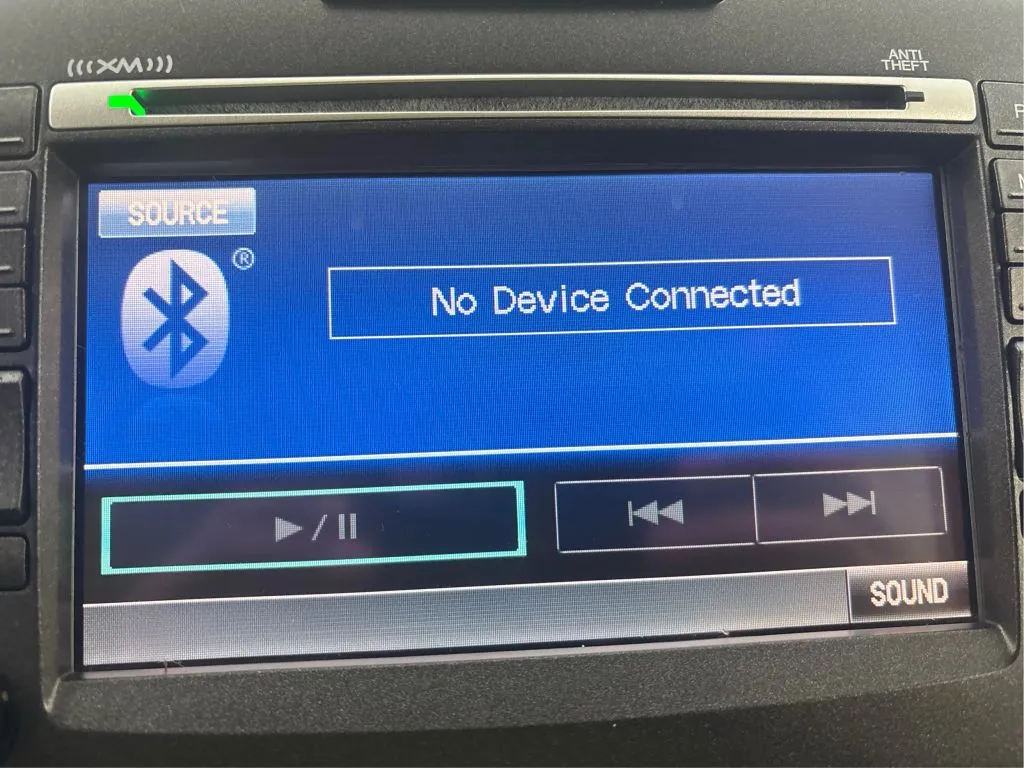 XM
ANTI
THEFT
SOURCE
®
No Device Connected
SOUND